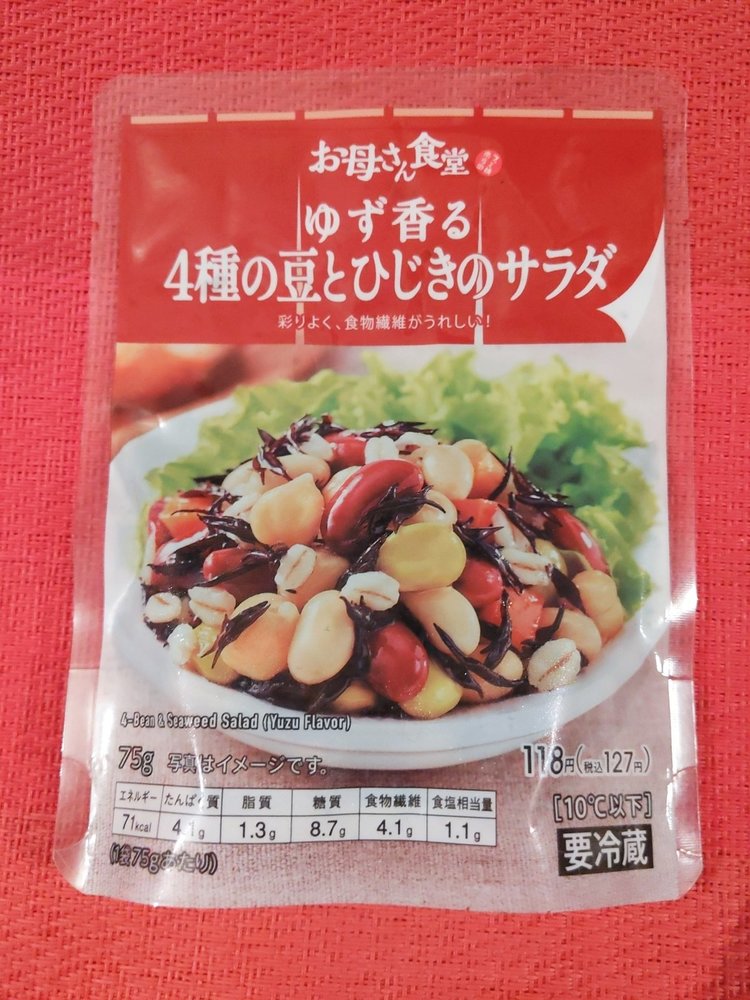 お母さん食堂
ゆず香る
4種の豆とひじきのサラダ
彩りよく、食物繊維がうれしい!
4-Bean & Seaweed Salad (Yuzu Flavor)
75g 写真はイメージです。
118円(税込127円)
エネルギー たんぱく質 脂質 糖質 食物繊維 食塩相当量
71kcal 4.1g 1.3g 8.7g 4.1g 1.1g
(1袋75gあたり)
[10℃以下]
要冷蔵